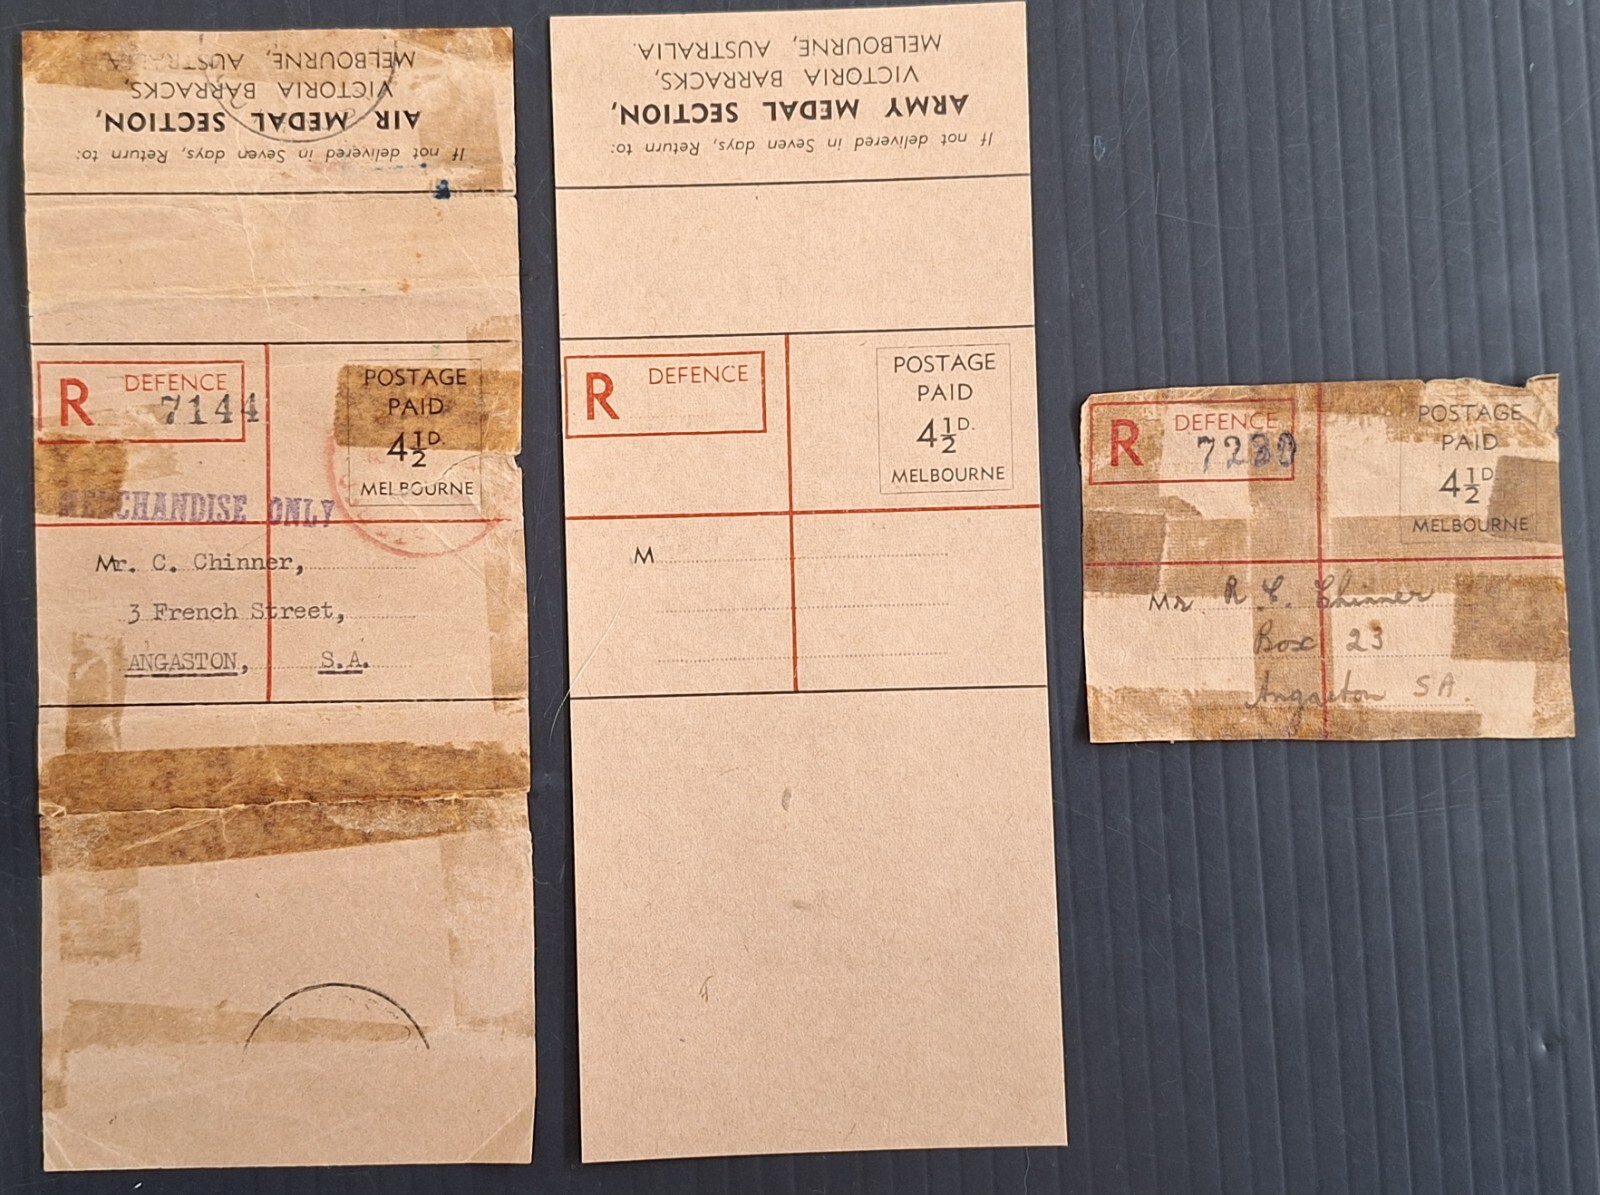 If not delivered in Seven days, Return to:
AIR MEDAL SECTION,
VICTORIA BARRACKS,
MELBOURNE, AUSTRALIA.
R DEFENCE
7144
POSTAGE
PAID
4½D.
MELBOURNE
MERCHANDISE ONLY
Mr. C. Chinner,
3 French Street,
ANGASTON, S.A.
If not delivered in Seven days, Return to:
ARMY MEDAL SECTION,
VICTORIA BARRACKS,
MELBOURNE, AUSTRALIA.
R DEFENCE
POSTAGE
PAID
4½D.
MELBOURNE
M
R DEFENCE
POSTAGE
PAID
4½D
MELBOURNE
Mr R. C. Chinner
Box 23
Angaston SA.